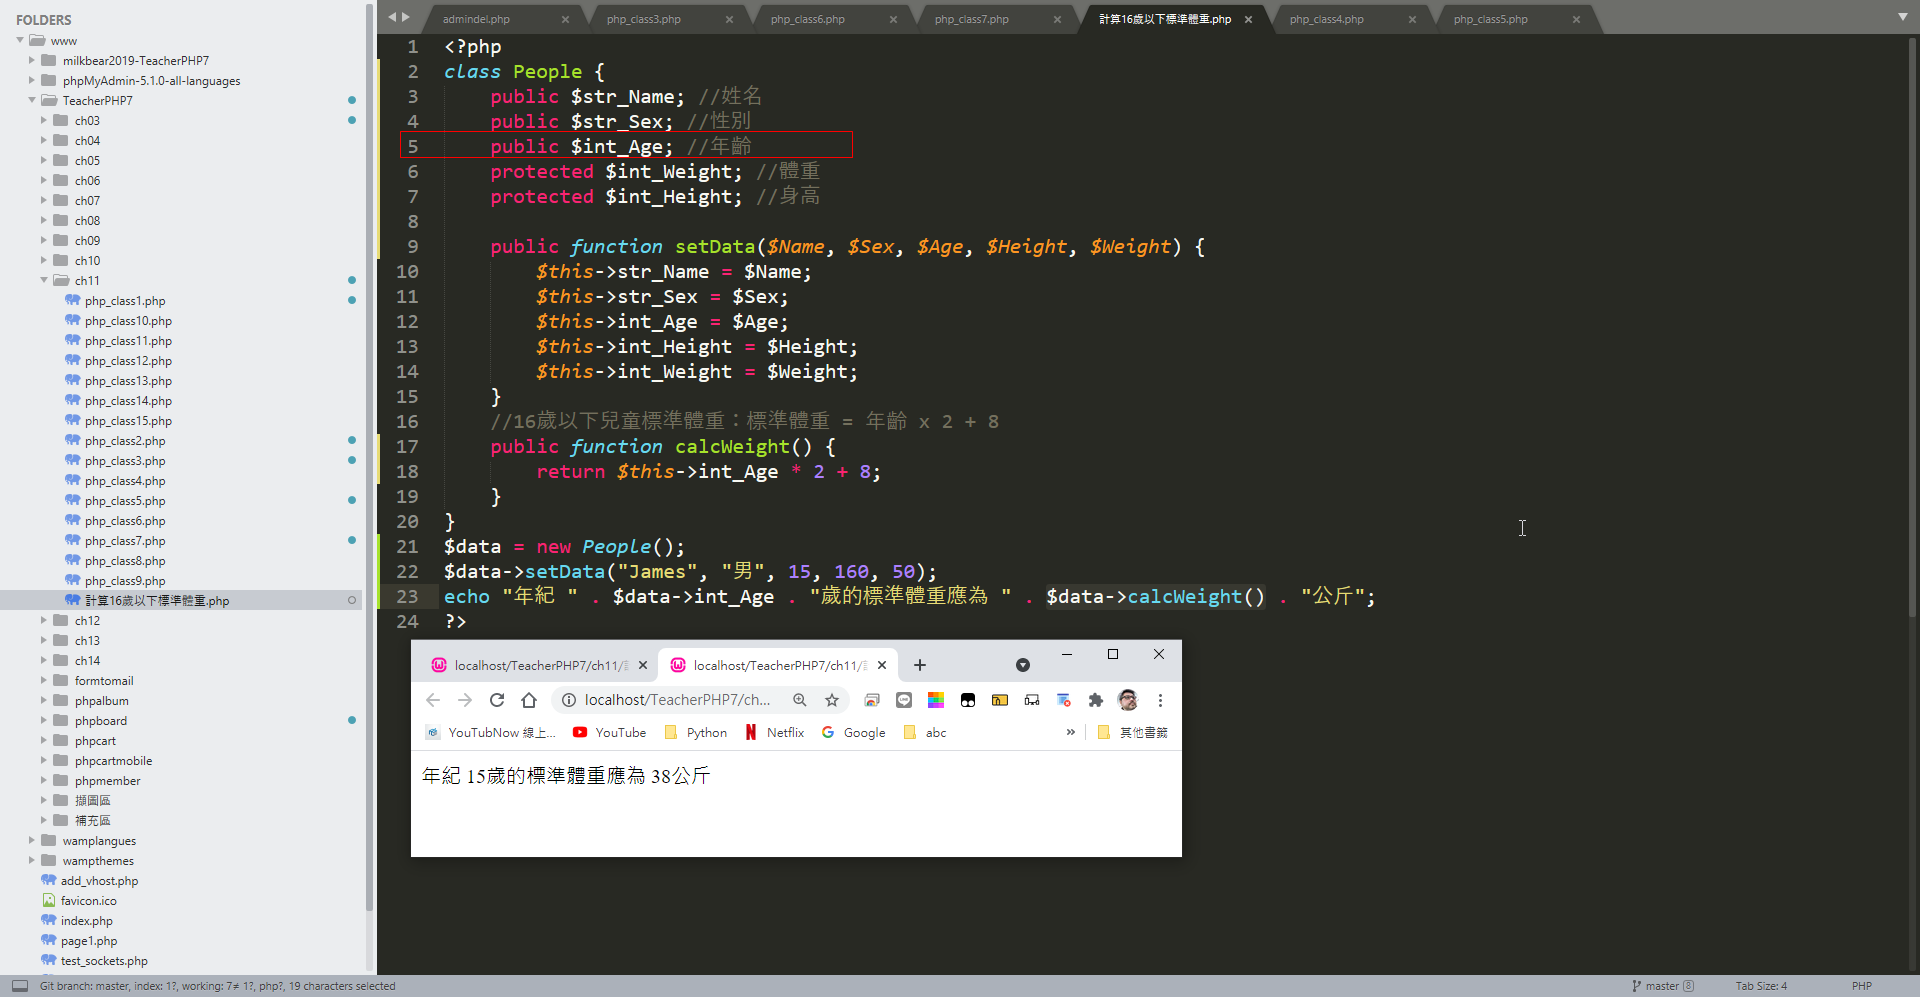 FOLDERS
www
milkbear2019-TeacherPHP7
phpMyAdmin-5.1.0-all-languages
TeacherPHP7
ch03
ch04
ch05
ch06
ch07
ch08
ch09
ch10
ch11
php_class1.php
php_class10.php
php_class11.php
php_class12.php
php_class13.php
php_class14.php
php_class15.php
php_class2.php
php_class3.php
php_class4.php
php_class5.php
php_class6.php
php_class7.php
php_class8.php
php_class9.php
計算16歲以下標準體重.php
ch12
ch13
ch14
formtomail
phpalbum
phpboard
phpcart
phpcartmobile
phpmember
擷圖區
補充區
wamplangues
wampthemes
add_vhost.php
favicon.ico
index.php
page1.php
test_sockets.php
admindel.php
php_class3.php
php_class6.php
php_class7.php
計算16歲以下標準體重.php
php_class4.php
php_class5.php
1 <?php
2 class People {
3 public $str_Name; //姓名
4 public $str_Sex; //性別
5 public $int_Age; //年齡
6 protected $int_Weight; //體重
7 protected $int_Height; //身高
8
9 public function setData($Name, $Sex, $Age, $Height, $Weight) {
10 $this->str_Name = $Name;
11 $this->str_Sex = $Sex;
12 $this->int_Age = $Age;
13 $this->int_Height = $Height;
14 $this->int_Weight = $Weight;
15 }
16 //16歲以下兒童標準體重：標準體重 = 年齡 x 2 + 8
17 public function calcWeight() {
18 return $this->int_Age * 2 + 8;
19 }
20 }
21 $data = new People();
22 $data->setData("James", "男", 15, 160, 50);
23 echo "年紀 " . $data->int_Age . "歲的標準體重應為 " . $data->calcWeight() . "公斤";
24 ?>
localhost/TeacherPHP7/ch11/
localhost/TeacherPHP7/ch11/
localhost/TeacherPHP7/ch...
YouTubNow 線上...
YouTube
Python
Netflix
Google
abc
»
其他書籤
年紀 15歲的標準體重應為 38公斤
Git branch: master, index: 1?, working: 7≠ 1?, php?, 19 characters selected
master 8
Tab Size: 4
PHP